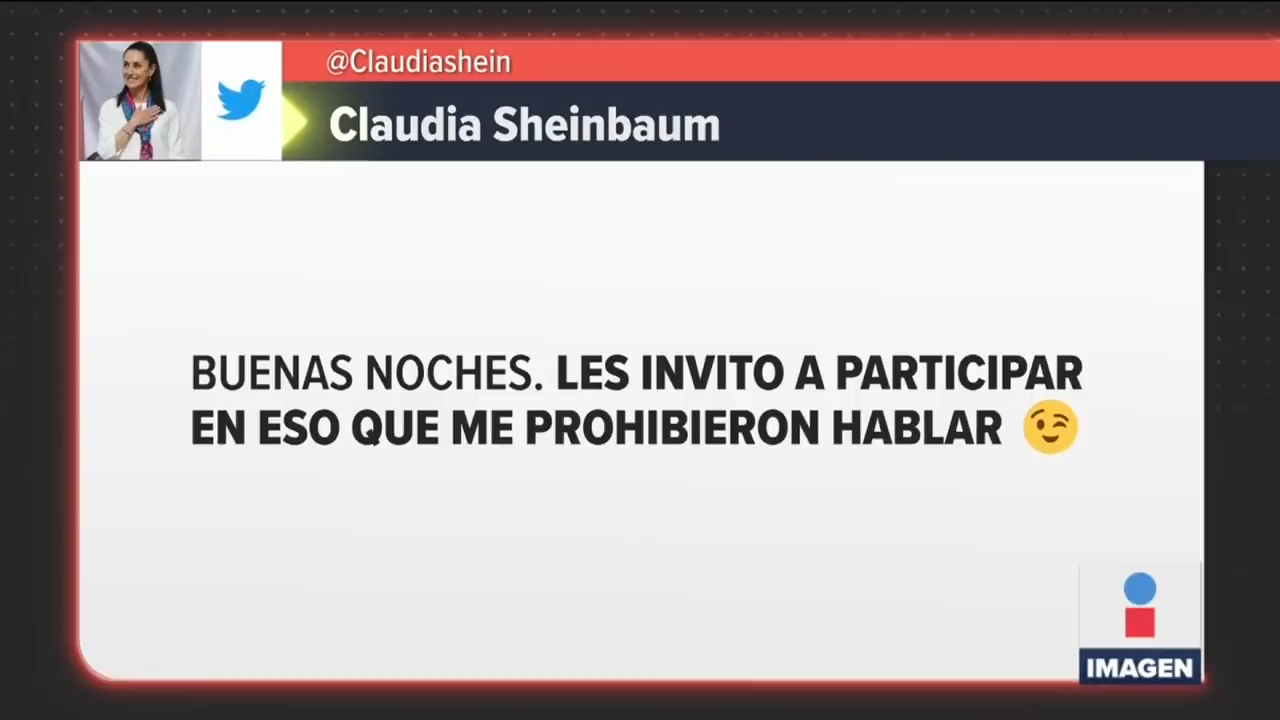 @Claudiashein
Claudia Sheinbaum
BUENAS NOCHES. LES INVITO A PARTICIPAR
EN ESO QUE ME PROHIBIERON HABLAR 😉
IMAGEN